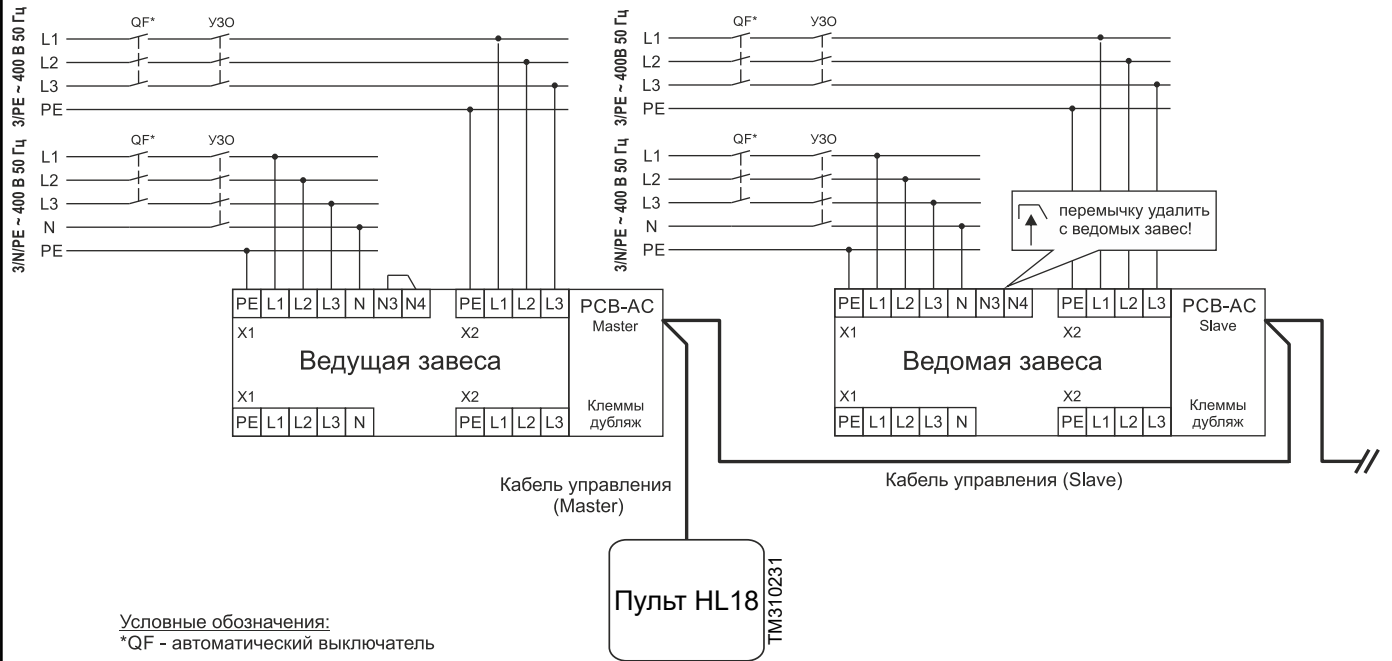 3/PE ~ 400 В 50 Гц
QF* УЗО
L1
L2
L3
PE
3/N/PE ~ 400 В 50 Гц
QF* УЗО
L1
L2
L3
N
PE
3/PE ~ 400В 50 Гц
QF* УЗО
L1
L2
L3
PE
3/N/PE ~ 400 В 50 Гц
QF* УЗО
L1
L2
L3
N
PE
перемычку удалить
с ведомых завес!
PE L1 L2 L3 N N3 N4 PE L1 L2 L3
PCB-AC
Master
X1 X2
Ведущая завеса
X1 X2
Клеммы
дубляж
PE L1 L2 L3 N PE L1 L2 L3
PE L1 L2 L3 N N3 N4 PE L1 L2 L3
PCB-AC
Slave
X1 X2
Ведомая завеса
X1 X2
Клеммы
дубляж
PE L1 L2 L3 N PE L1 L2 L3
Кабель управления
(Master)
Кабель управления (Slave)
Пульт HL18
TM310231
Условные обозначения:
*QF - автоматический выключатель